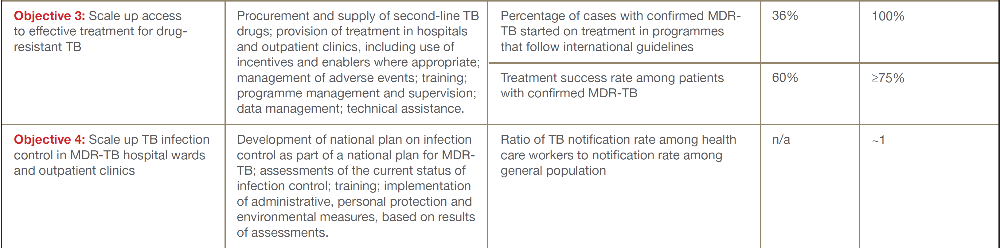 Objective 3: Scale up access
to effective treatment for drug-
resistant TB
Procurement and supply of second-line TB
drugs; provision of treatment in hospitals
and outpatient clinics, including use of
incentives and enablers where appropriate;
management of adverse events; training;
programme management and supervision;
data management; technical assistance.
Percentage of cases with confirmed MDR-
TB started on treatment in programmes
that follow international guidelines
36%
100%
Treatment success rate among patients
with confirmed MDR-TB
60%
≥75%
Objective 4: Scale up TB infection
control in MDR-TB hospital wards
and outpatient clinics
Development of national plan on infection
control as part of a national plan for MDR-
TB; assessments of the current status of
infection control; training; implementation
of administrative, personal protection and
environmental measures, based on results
of assessments.
Ratio of TB notification rate among health
care workers to notification rate among
general population
n/a
~1